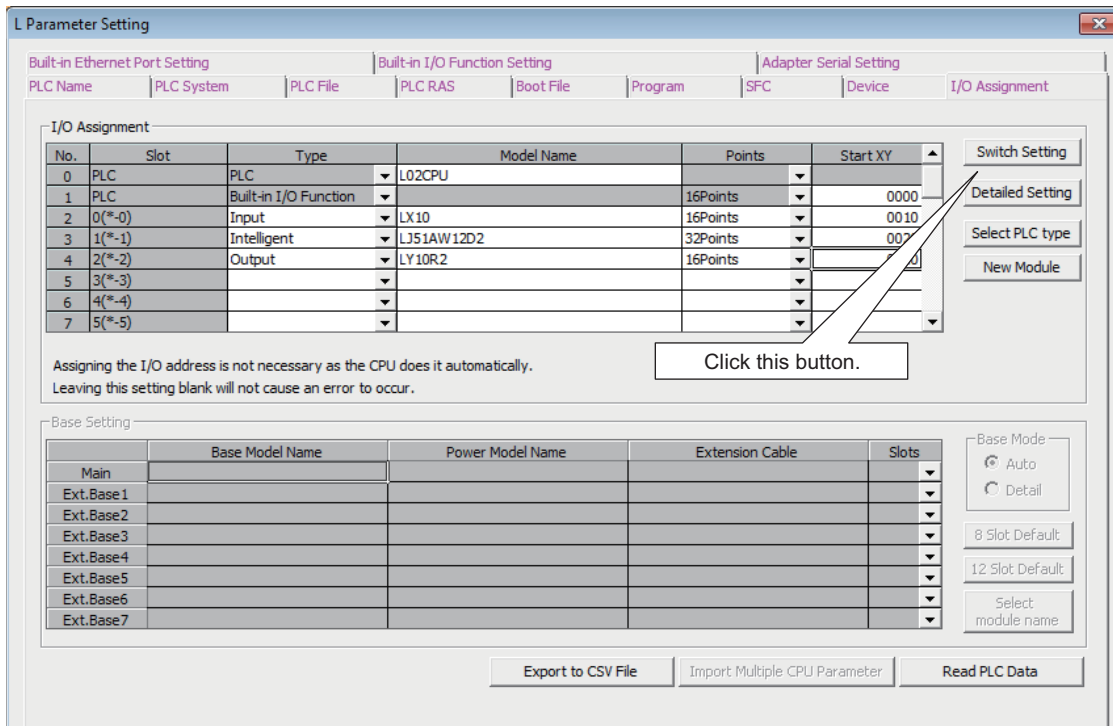 L Parameter Setting
Built-in Ethernet Port Setting Built-in I/O Function Setting Adapter Serial Setting
PLC Name PLC System PLC File PLC RAS Boot File Program SFC Device I/O Assignment
I/O Assignment
No. Slot Type Model Name Points Start XY
0 PLC PLC L02CPU
1 PLC Built-in I/O Function 16Points 0000
2 0(*-0) Input LX10 16Points 0010
3 1(*-1) Intelligent LJ51AW12D2 32Points
4 2(*-2) Output LY10R2 16Points
5 3(*-3)
6 4(*-4)
7 5(*-5)
Switch Setting
Detailed Setting
Select PLC type
New Module
Click this button.
Assigning the I/O address is not necessary as the CPU does it automatically.
Leaving this setting blank will not cause an error to occur.
Base Setting
Base Model Name Power Model Name Extension Cable Slots
Main
Ext.Base1
Ext.Base2
Ext.Base3
Ext.Base4
Ext.Base5
Ext.Base6
Ext.Base7
Base Mode
Auto
Detail
8 Slot Default
12 Slot Default
Select
module name
Export to CSV File Import Multiple CPU Parameter Read PLC Data